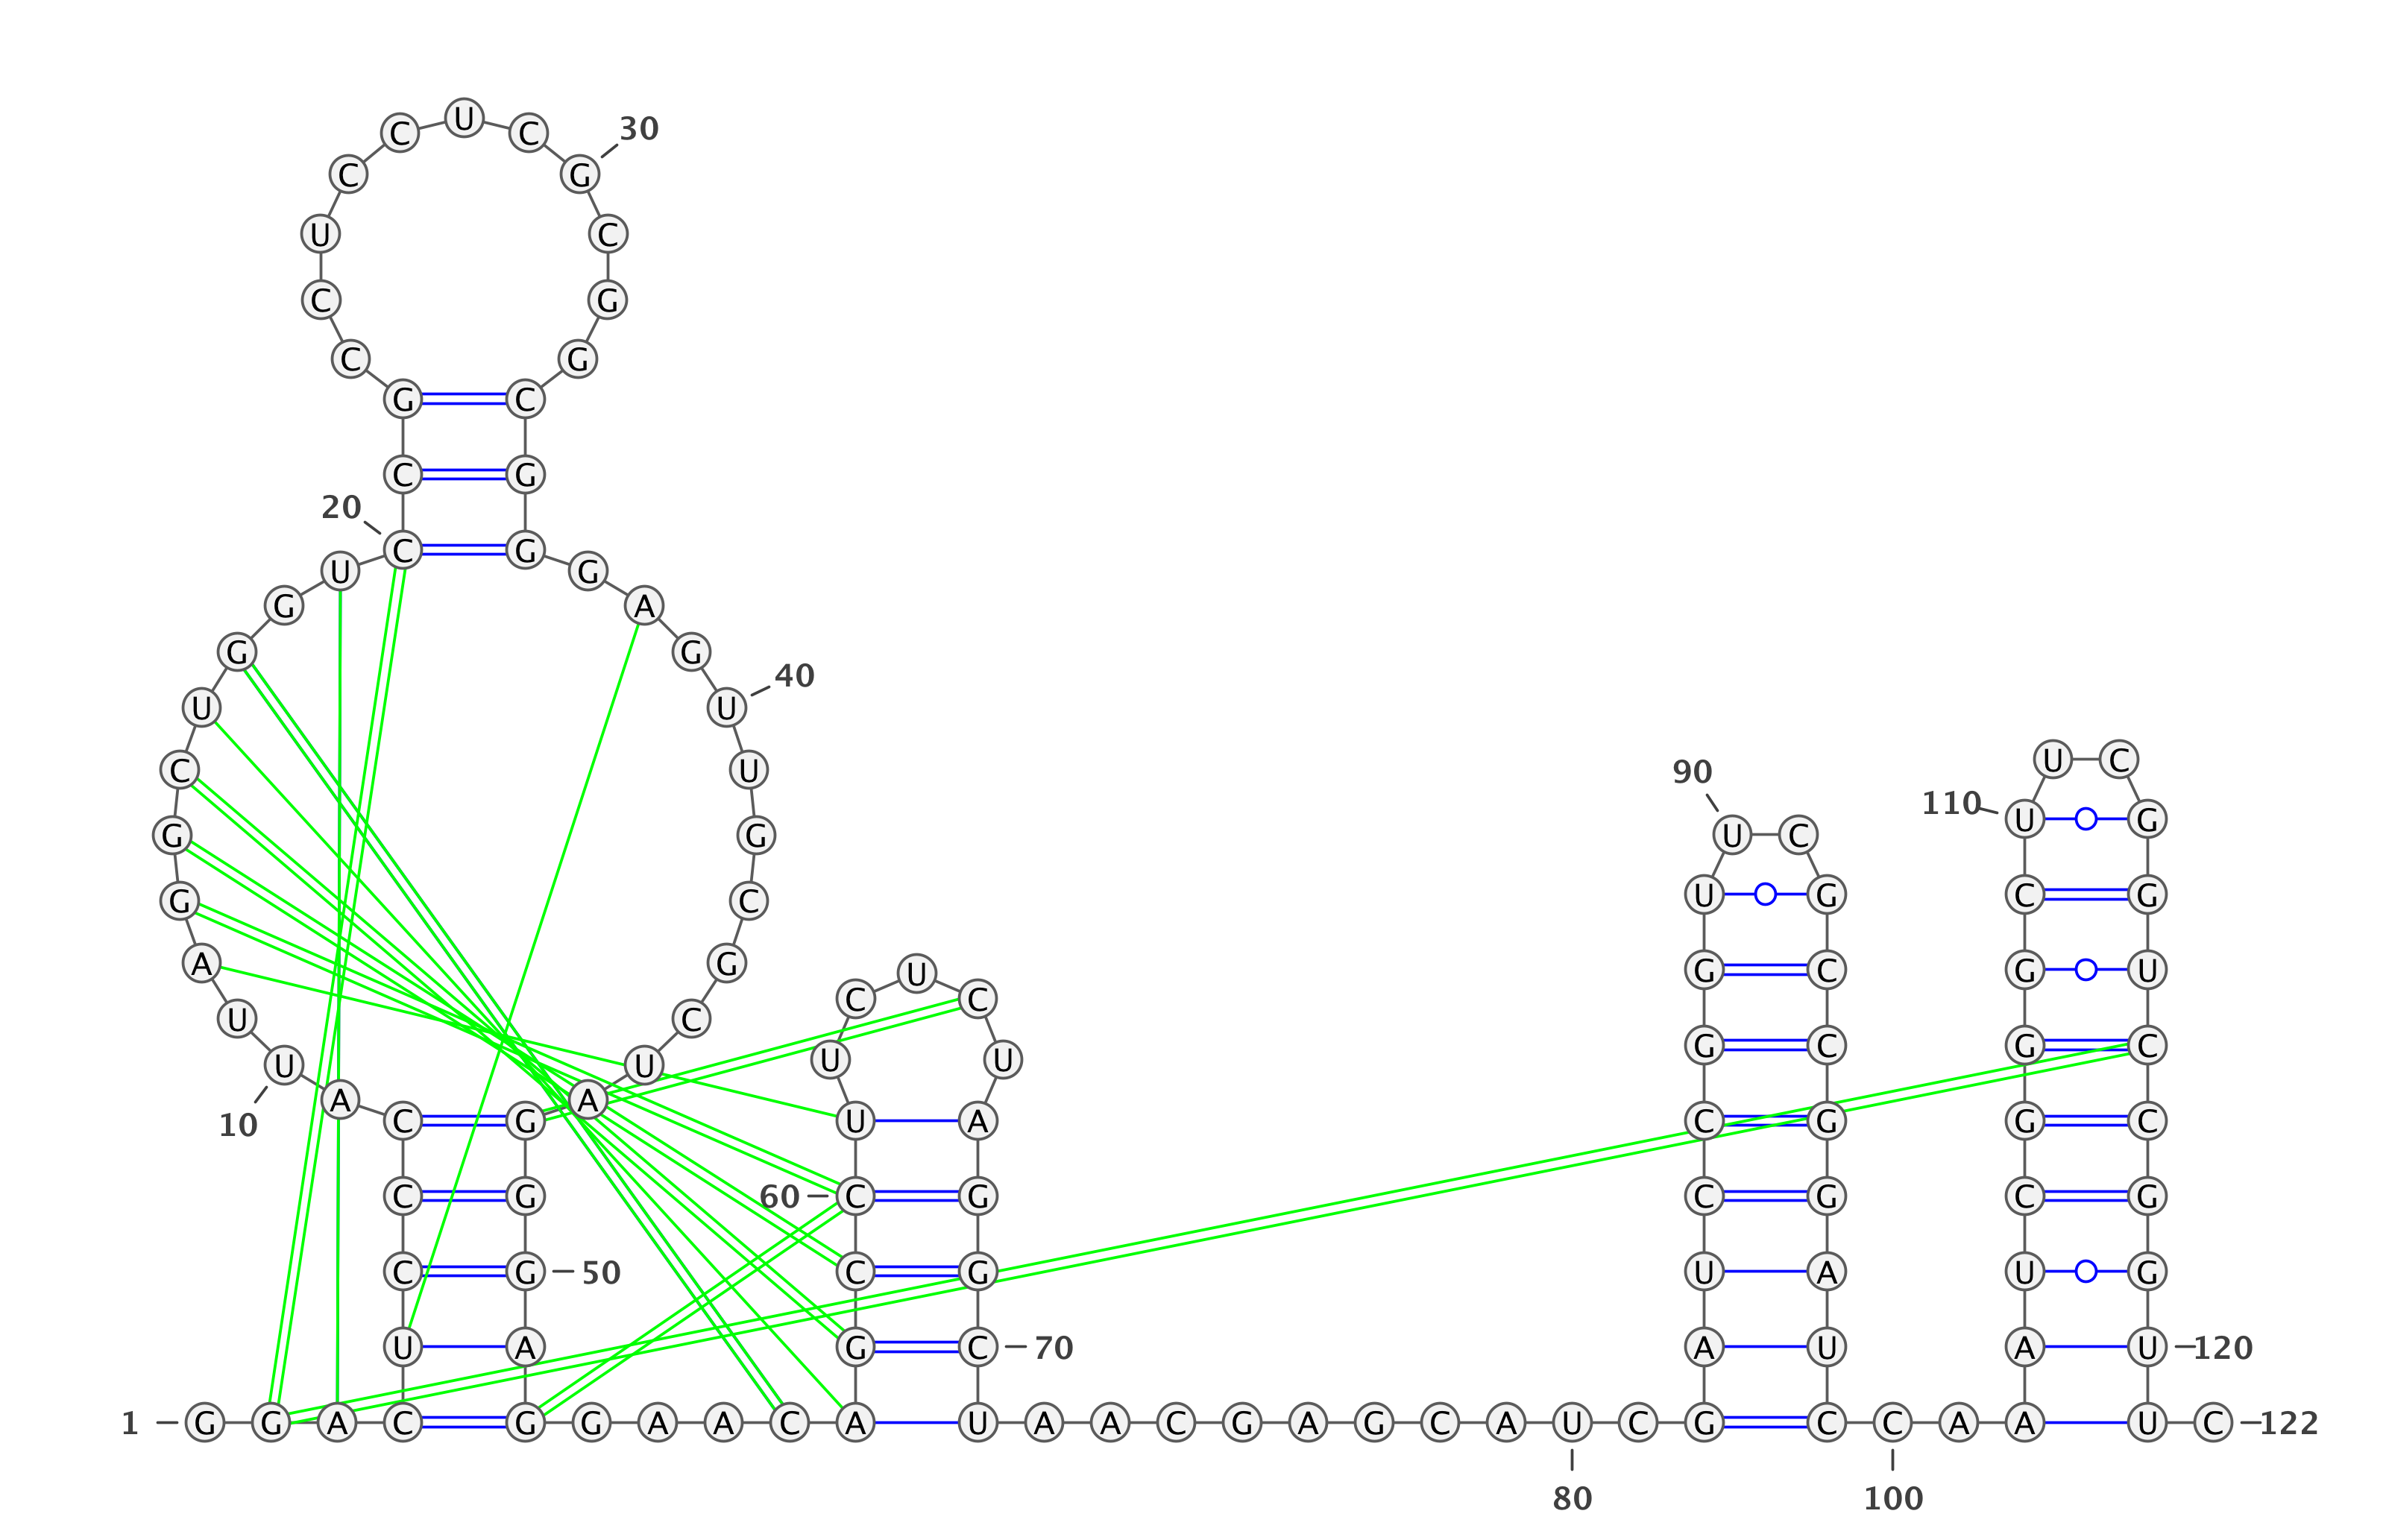 U
C C 30
C G
U C
C G
C G
G C
C G
20
C G
U G
G A
G G
40
U U
U C
C U 90
110 U G
G G U C
U G C G
G C
A G U G C G U
C C
U C
G C G C
U U
U U
A A
C G U A C G G C
10
C G 60 C G C G C G
C G 50 C G U A U G
U A G C 70 A U A U 120
1 G G A C G G A A C A U A A C G A G C A U C G C C A A U C 122
80 100